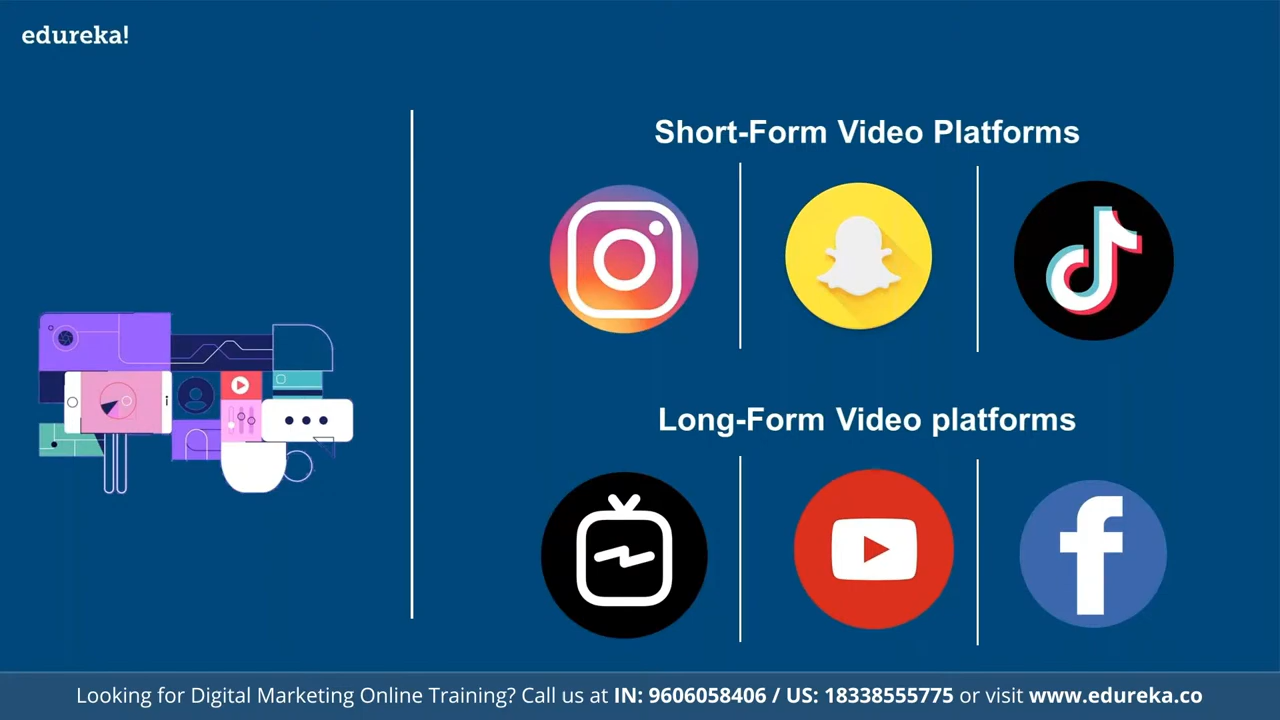 edureka!
Short-Form Video Platforms
Long-Form Video platforms
Looking for Digital Marketing Online Training? Call us at IN: 9606058406 / US: 18338555775 or visit www.edureka.co